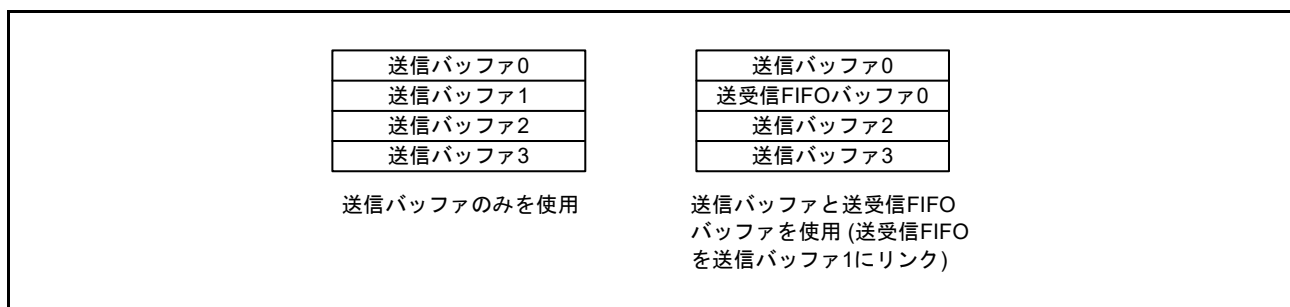 送信バッファ0
送信バッファ1
送信バッファ2
送信バッファ3
送信バッファのみを使用
送信バッファ0
送受信FIFOバッファ0
送信バッファ2
送信バッファ3
送信バッファと送受信FIFO
バッファを使用 (送受信FIFO
を送信バッファ1にリンク)